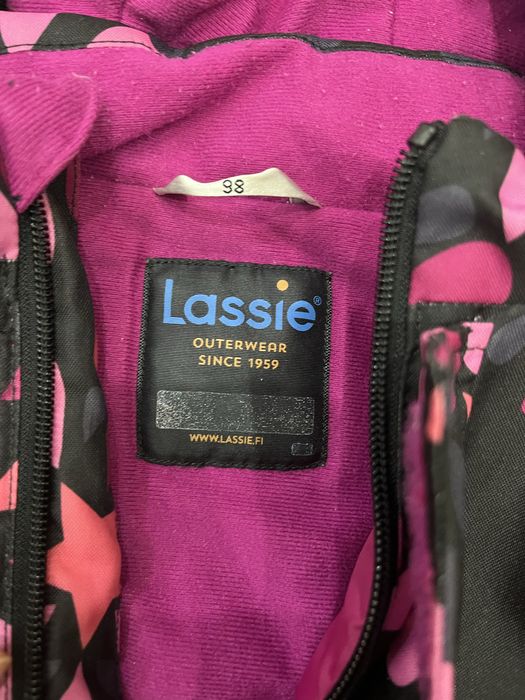 98
Lassie®
OUTERWEAR
SINCE 1959
WWW.LASSIE.FI